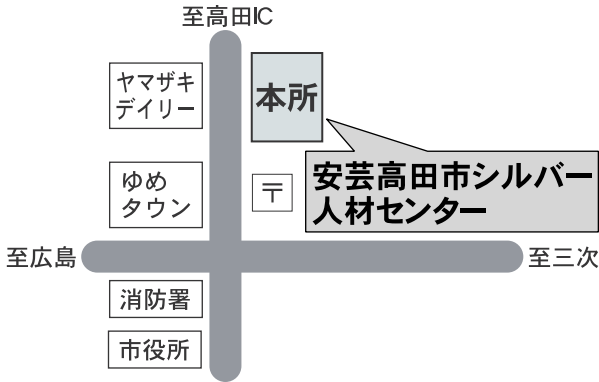 至高田IC
ヤマザキ
デイリー
本所
ゆめ
タウン
〒
安芸高田市シルバー
人材センター
至広島
至三次
消防署
市役所